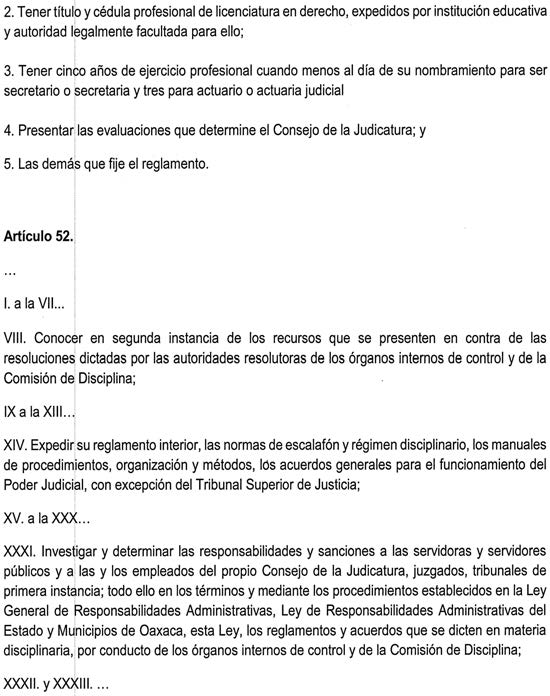 2. Tener título y cédula profesional de licenciatura en derecho, expedidos por institución educativa
y autoridad legalmente facultada para ello;
3. Tener cinco años de ejercicio profesional cuando menos al día de su nombramiento para ser
secretario o secretaria y tres para actuario o actuaria judicial
4. Presentar las evaluaciones que determine el Consejo de la Judicatura; y
5. Las demás que fije el reglamento.
Artículo 52.
...
I. a la VII...
VIII. Conocer en segunda instancia de los recursos que se presenten en contra de las
resoluciones dictadas por las autoridades resolutoras de los órganos internos de control y de la
Comisión de Disciplina;
IX a la XIII...
XIV. Expedir su reglamento interior, las normas de escalafón y régimen disciplinario, los manuales
de procedimientos, organización y métodos, los acuerdos generales para el funcionamiento del
Poder Judicial, con excepción del Tribunal Superior de Justicia;
XV. a la XXX...
XXXI. Investigar y determinar las responsabilidades y sanciones a las servidoras y servidores
públicos y a las y los empleados del propio Consejo de la Judicatura, juzgados, tribunales de
primera instancia; todo ello en los términos y mediante los procedimientos establecidos en la Ley
General de Responsabilidades Administrativas, Ley de Responsabilidades Administrativas del
Estado y Municipios de Oaxaca, esta Ley, los reglamentos y acuerdos que se dicten en materia
disciplinaria, por conducto de los órganos internos de control y de la Comisión de Disciplina;
XXXII. y XXXIII. ...